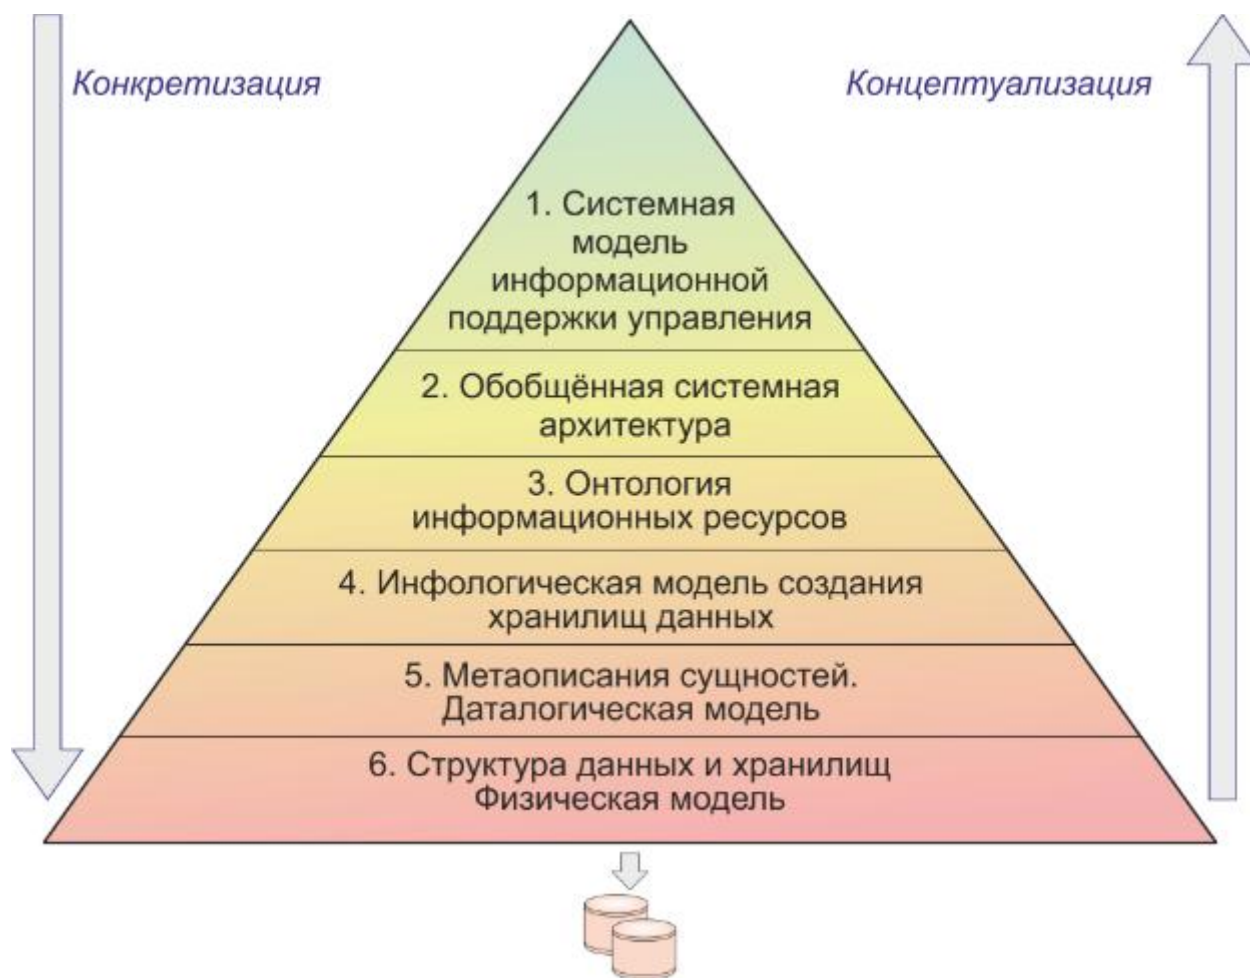 Конкретизация
Концептуализация
1. Системная
модель
информационной
поддержки управления
2. Обобщённая системная
архитектура
3. Онтология
информационных ресурсов
4. Инфологическая модель создания
хранилищ данных
5. Метаописания сущностей.
Даталогическая модель
6. Структура данных и хранилищ
Физическая модель